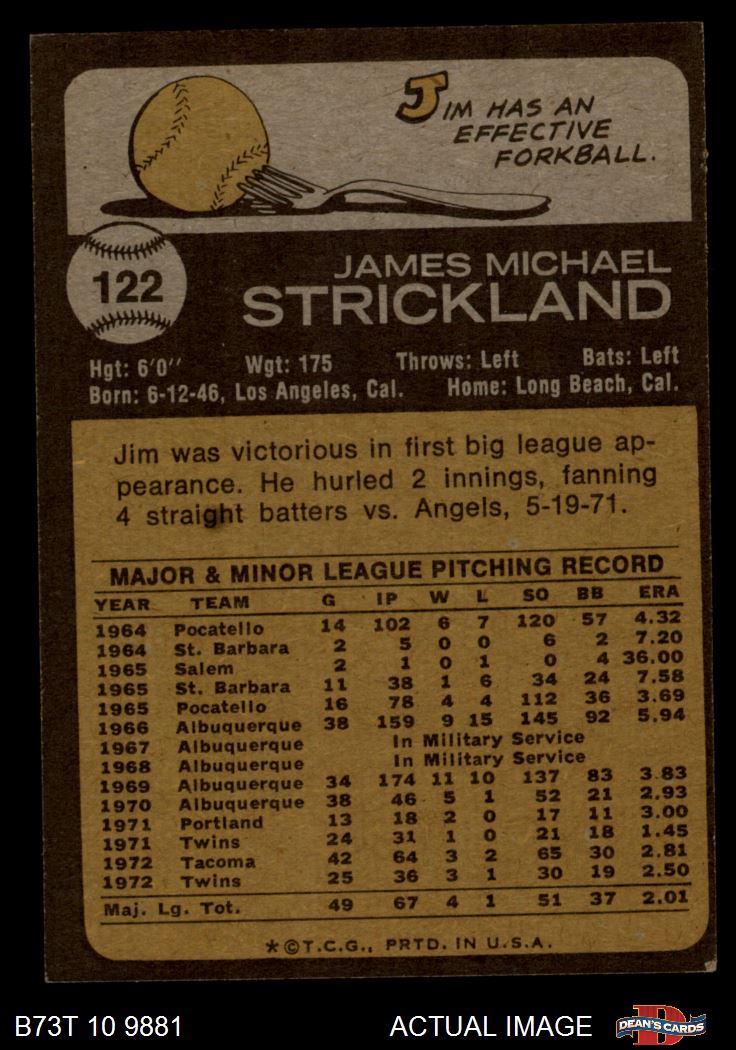 JIM HAS AN
EFFECTIVE
FORKBALL.
122
JAMES MICHAEL
STRICKLAND
Hgt: 6'0" Wgt: 175 Throws: Left Bats: Left
Born: 6-12-46, Los Angeles, Cal. Home: Long Beach, Cal.
Jim was victorious in first big league ap-
pearance. He hurled 2 innings, fanning
4 straight batters vs. Angels, 5-19-71.
MAJOR & MINOR LEAGUE PITCHING RECORD
YEAR TEAM G IP W L SO BB ERA
1964 Pocatello 14 102 6 7 120 57 4.32
1964 St. Barbara 2 5 0 0 6 2 7.20
1965 Salem 2 1 0 1 0 4 36.00
1965 St. Barbara 11 38 1 6 34 24 7.58
1965 Pocatello 16 78 4 4 112 36 3.69
1966 Albuquerque 38 159 9 15 145 92 5.94
1967 Albuquerque In Military Service
1968 Albuquerque In Military Service
1969 Albuquerque 34 174 11 10 137 83 3.83
1970 Albuquerque 38 46 5 1 52 21 2.93
1971 Portland 13 18 2 0 17 11 3.00
1971 Twins 24 31 1 0 21 18 1.45
1972 Tacoma 42 64 3 2 65 30 2.81
1972 Twins 25 36 3 1 30 19 2.50
Maj. Lg. Tot. 49 67 4 1 51 37 2.01
*©T.C.G., PRTD. IN U.S.A.
B73T 10 9881 ACTUAL IMAGE D DEAN'S CARDS